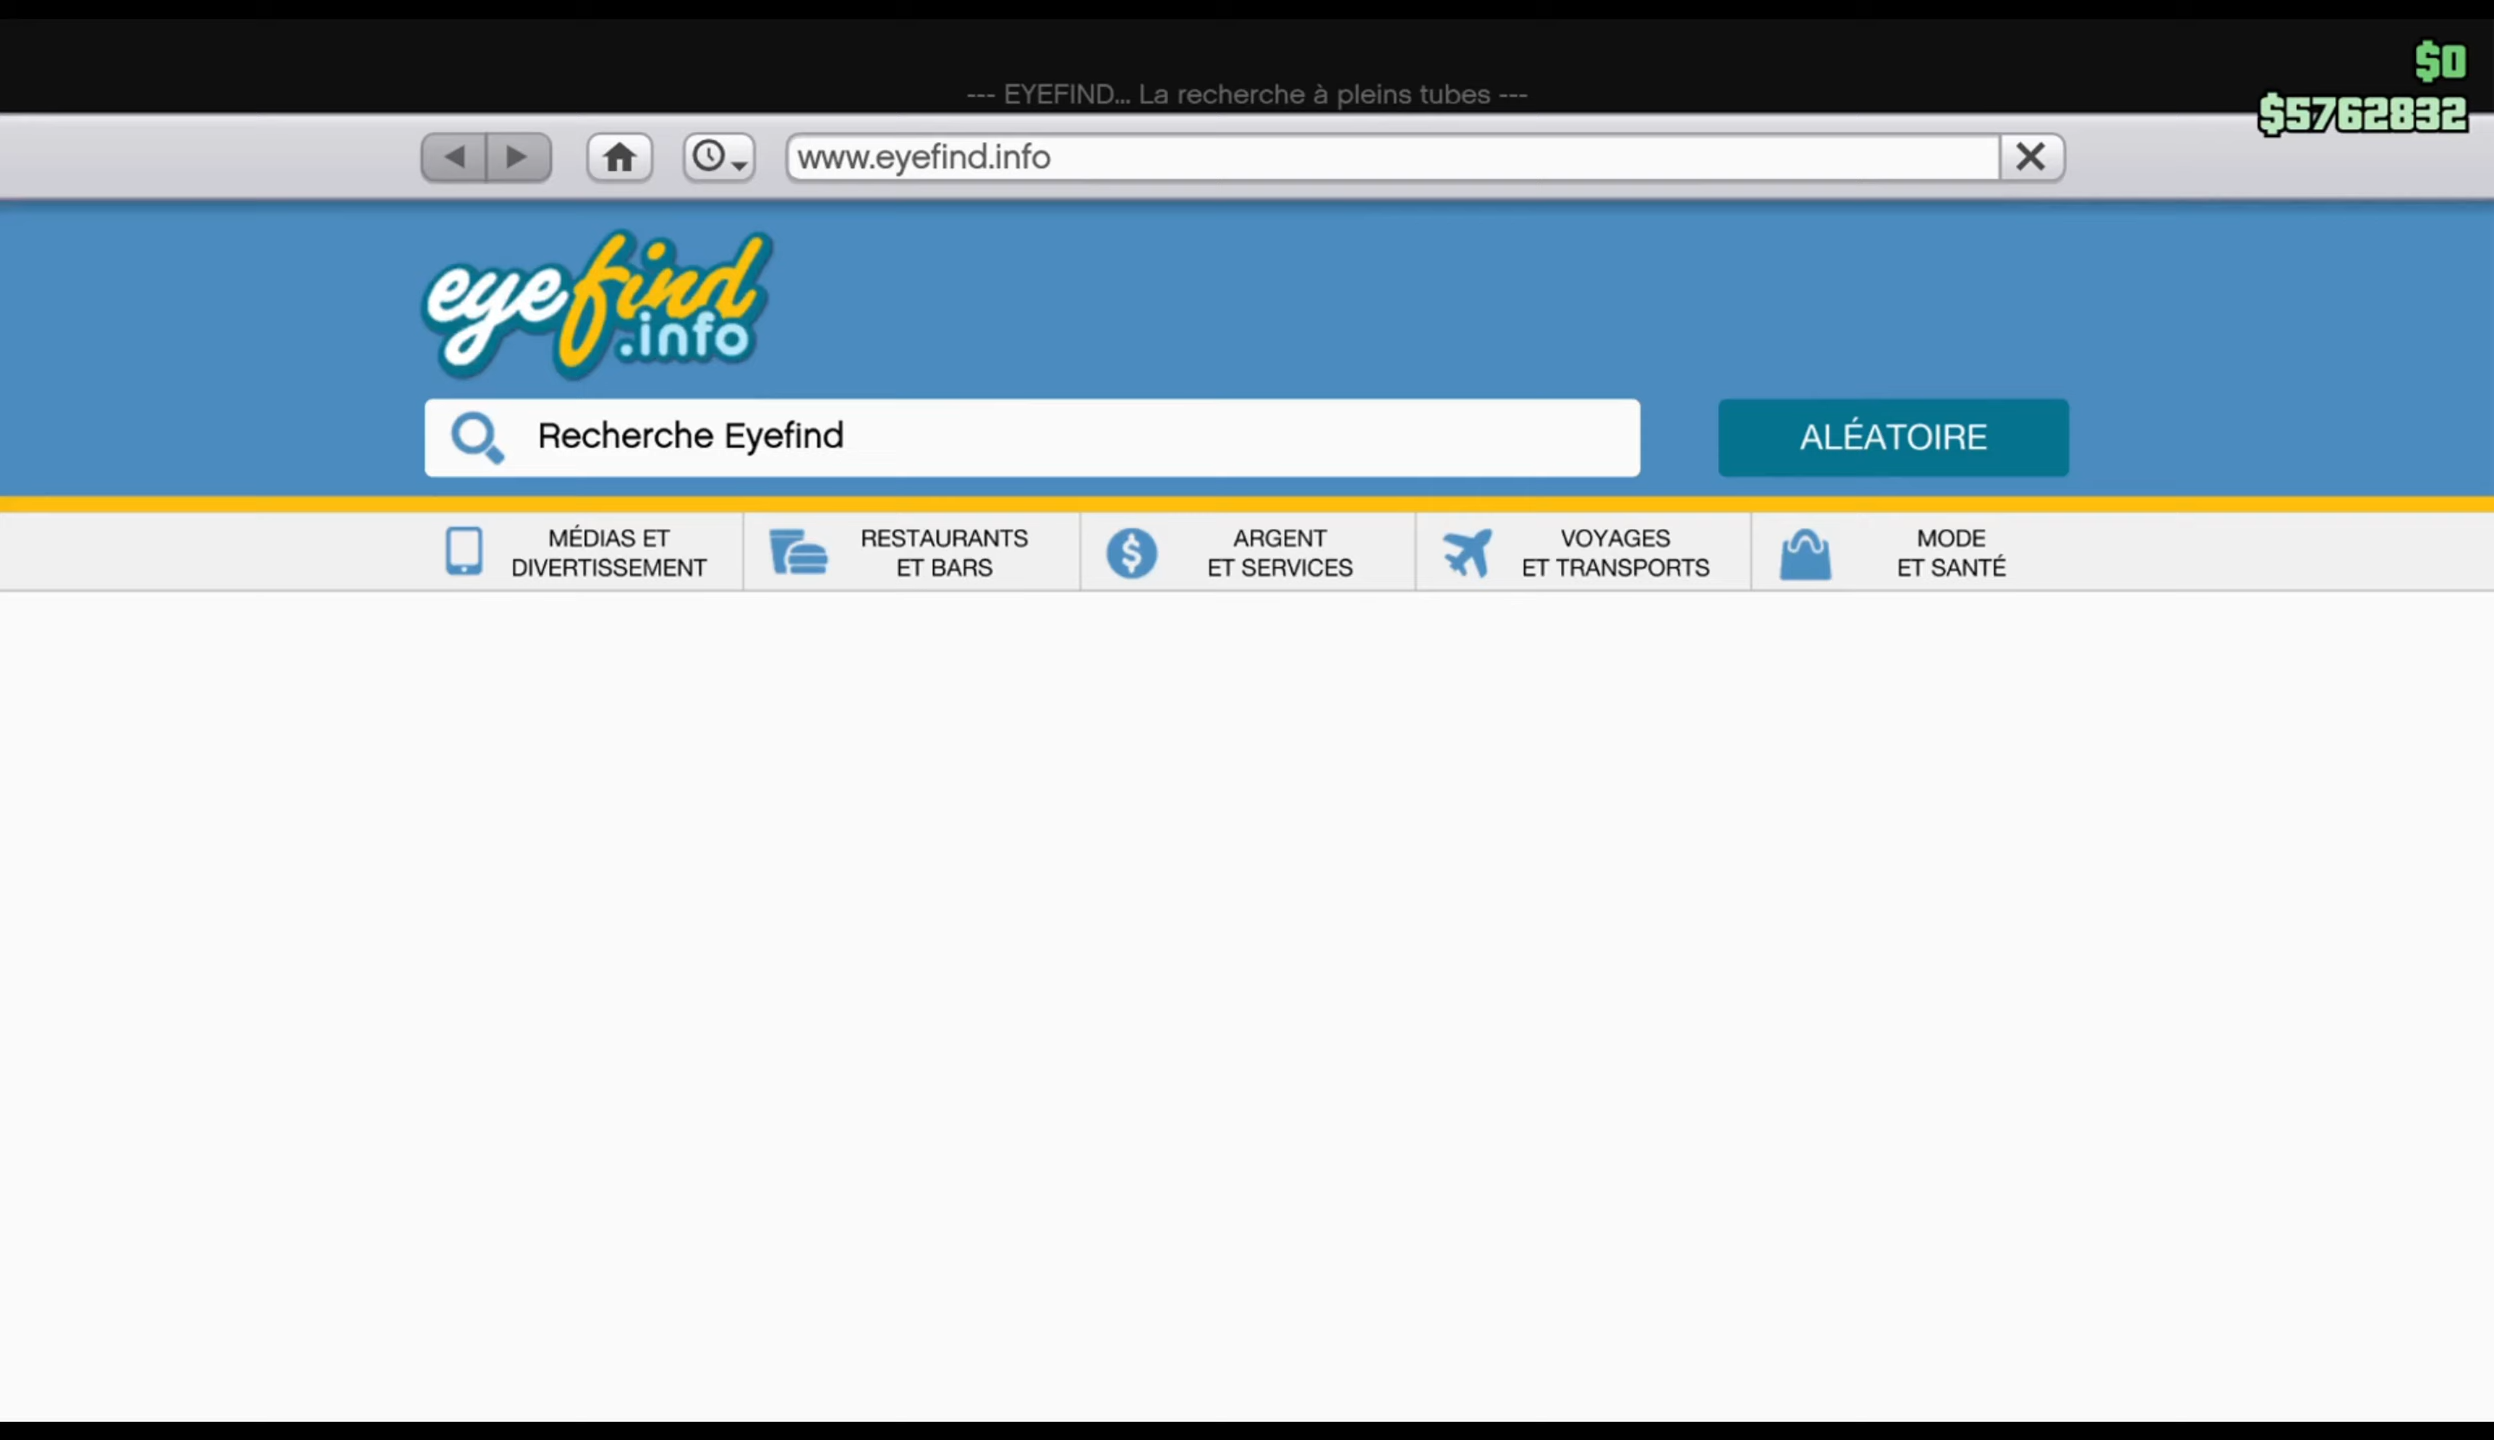 $0
--- EYEFIND... La recherche à pleins tubes ---
$5762832
www.eyefind.info
eyefind
.info
Recherche Eyefind
ALÉATOIRE
MÉDIAS ET
DIVERTISSEMENT
RESTAURANTS
ET BARS
ARGENT
ET SERVICES
VOYAGES
ET TRANSPORTS
MODE
ET SANTÉ